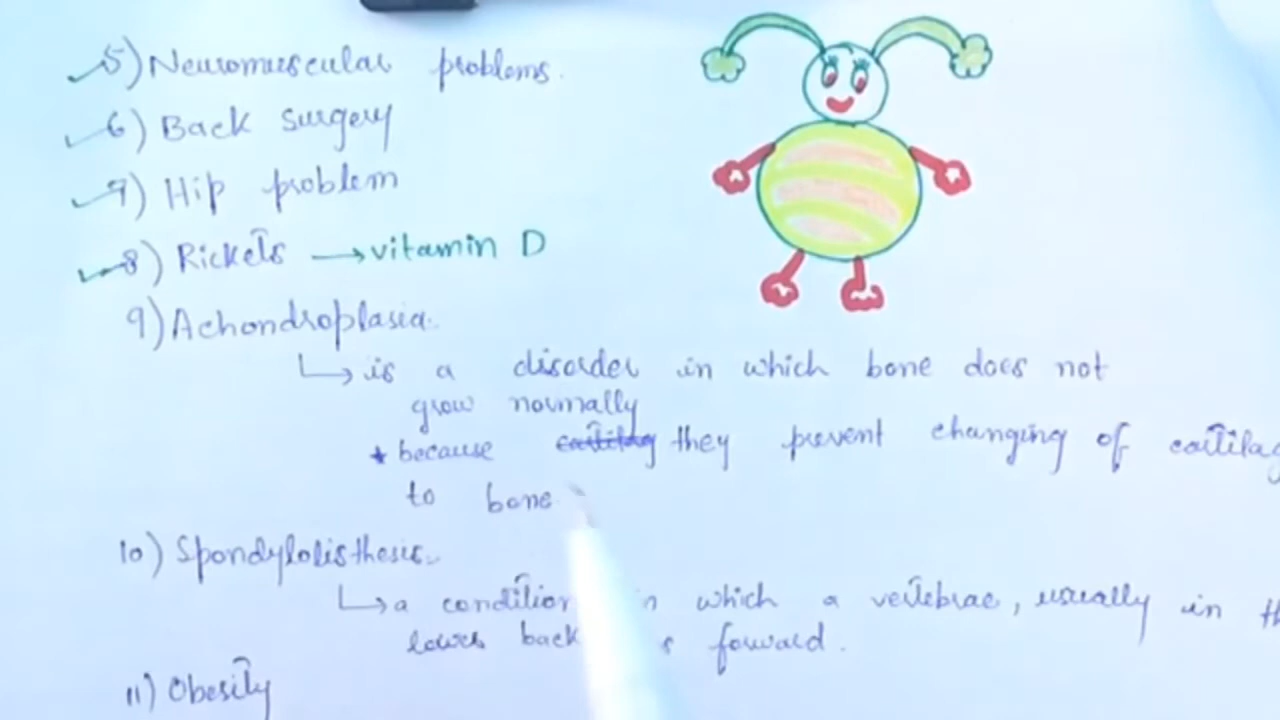 5) Neuromuscular problems.
6) Back surgery
7) Hip problem
8) Rickets → vitamin D
9) Achondroplasia.
↳ is a disorder in which bone does not
grow normally
* because they prevent changing of cartilag
to bone
10) Spondylolisthesis.
↳ a condition in which a vertebrae, usually in th
lower back forward.
11) Obesity